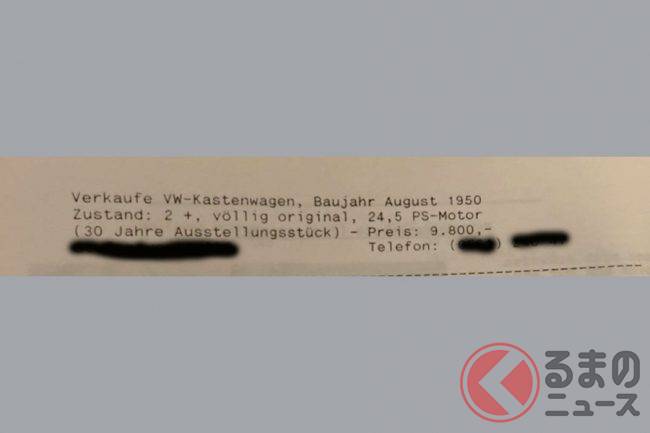 Verkaufe VW-Kastenwagen, Baujahr August 1950
Zustand: 2 +, völlig original, 24,5 PS-Motor
(30 Jahre Ausstellungsstück) - Preis: 9.800,-
Telefon: ( )
くるまの
ニュース